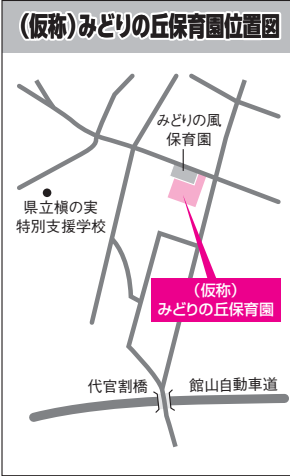 (仮称)みどりの丘保育園位置図
みどりの風
保育園
県立槇の実
特別支援学校
(仮称)
みどりの丘保育園
代官割橋
館山自動車道